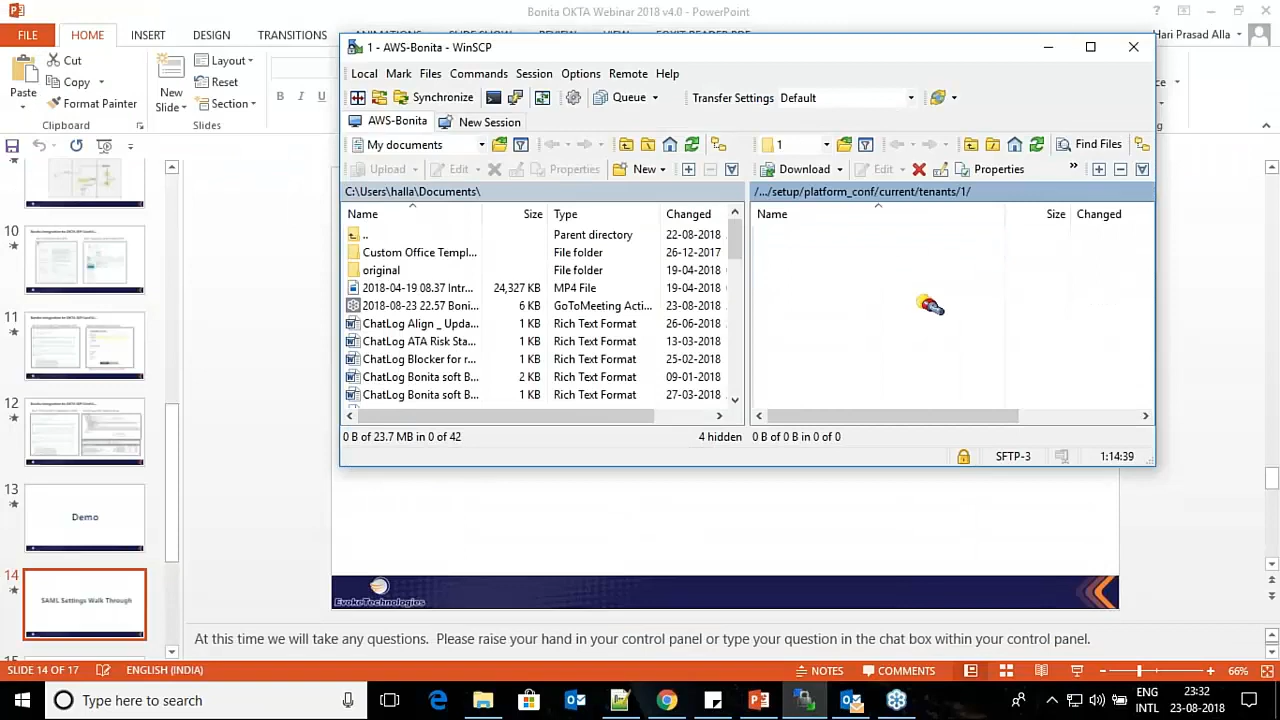 Bonita OKTA Webinar 2018 v4.0 - PowerPoint
FILE HOME INSERT DESIGN TRANSITIONS
Hari Prasad Alla
Paste
Cut
Copy
Format Painter
Clipboard
New
Slide
Layout
Reset
Section
Slides
B I U
1 - AWS-Bonita - WinSCP
Local Mark Files Commands Session Options Remote Help
Synchronize
Queue
Transfer Settings Default
AWS-Bonita
New Session
My documents
1
Find Files
Upload
Edit
Properties
New
Download
Edit
Properties
C:\Users\halla\Documents\
/.../setup/platform_conf/current/tenants/1/
Name Size Type Changed
Name Size Changed
.. Parent directory 22-08-2018
Custom Office Templ... File folder 26-12-2017
original File folder 19-04-2018
2018-04-19 08.37 Intr... 24,327 KB MP4 File 19-04-2018
2018-08-23 22.57 Boni... 6 KB GoToMeeting Acti... 23-08-2018
ChatLog Align _ Upda... 1 KB Rich Text Format 26-06-2018
ChatLog ATA Risk Sta... 1 KB Rich Text Format 13-03-2018
ChatLog Blocker for r... 1 KB Rich Text Format 25-02-2018
ChatLog Bonita soft B... 2 KB Rich Text Format 09-01-2018
ChatLog Bonita soft B... 1 KB Rich Text Format 27-03-2018
0 B of 23.7 MB in 0 of 42
4 hidden
0 B of 0 B in 0 of 0
SFTP-3
1:14:39
10
11
12
13
Demo
14
SAML Settings Walk Through
EvokeTechnologies
At this time we will take any questions. Please raise your hand in your control panel or type your question in the chat box within your control panel.
SLIDE 14 OF 17
ENGLISH (INDIA)
NOTES
COMMENTS
66%
Type here to search
ENG
INTL
23:32
23-08-2018